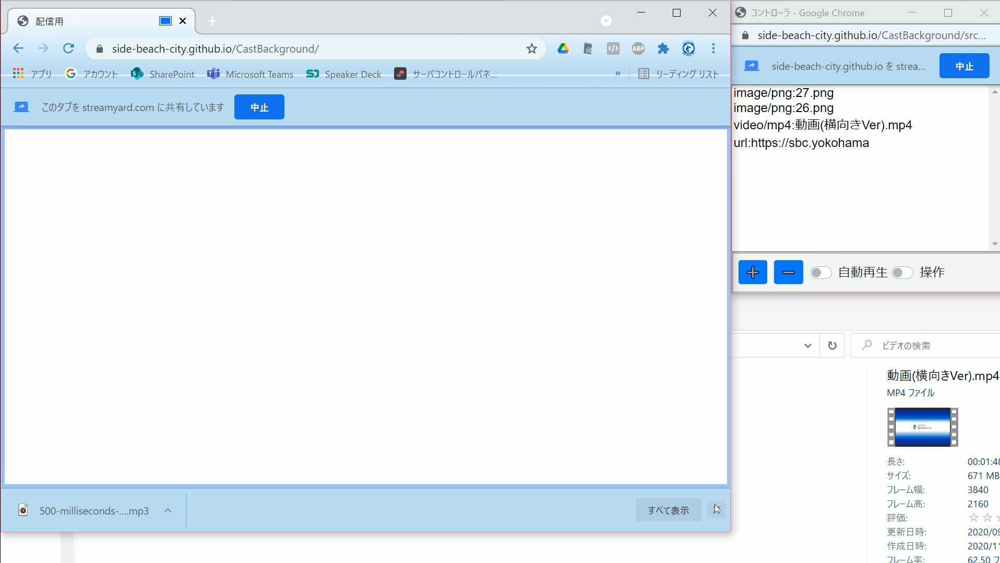 配信用
side-beach-city.github.io/CastBackground/
アプリ
アカウント
SharePoint
Microsoft Teams
Speaker Deck
サーバコントロールパネ...
»
リーディング リスト
このタブを streamyard.com に共有しています
中止
500-milliseconds-....mp3
すべて表示
コントローラ - Google Chrome
side-beach-city.github.io/CastBackground/src...
side-beach-city.github.io を strea...
中止
image/png:27.png
image/png:26.png
video/mp4:動画(横向きVer).mp4
url:https://sbc.yokohama
自動再生
操作
ビデオの検索
動画(横向きVer).mp4
MP4 ファイル
長さ: 00:01:48
サイズ: 671 MB
フレーム幅: 3840
フレーム高: 2160
評価:
更新日時: 2020/09
作成日時: 2020/11
フレーム率: 62.50 フ
ABP